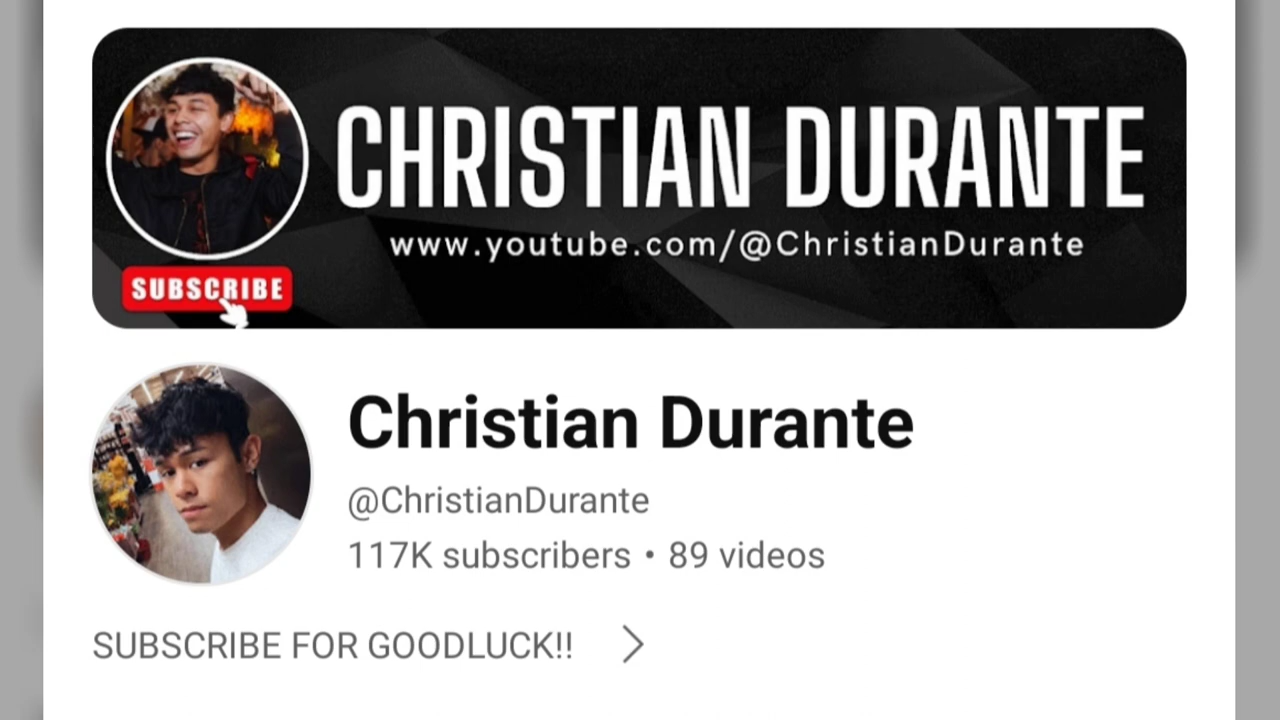 CHRISTIAN DURANTE
www.youtube.com/@ChristianDurante
SUBSCRIBE
Christian Durante
@ChristianDurante
117K subscribers • 89 videos
SUBSCRIBE FOR GOODLUCK!!